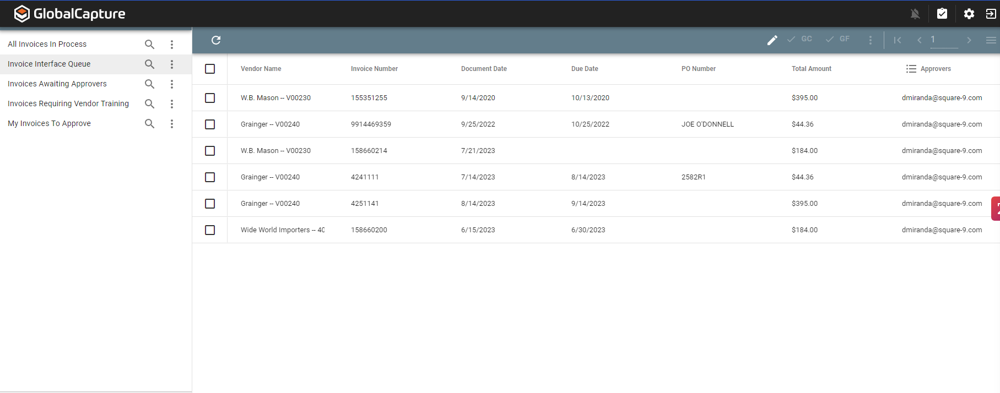 GlobalCapture
All Invoices In Process
Invoice Interface Queue
Invoices Awaiting Approvers
Invoices Requiring Vendor Training
My Invoices To Approve
GC GF 1
Vendor Name Invoice Number Document Date Due Date PO Number Total Amount Approvers
W.B. Mason -- V00230 155351255 9/14/2020 10/13/2020 $395.00 dmiranda@square-9.com
Grainger -- V00240 9914469359 9/25/2022 10/25/2022 JOE O'DONNELL $44.36 dmiranda@square-9.com
W.B. Mason -- V00230 158660214 7/21/2023 $184.00 dmiranda@square-9.com
Grainger -- V00240 4241111 7/14/2023 8/14/2023 2582R1 $44.36 dmiranda@square-9.com
Grainger -- V00240 4251141 8/14/2023 9/14/2023 $395.00 dmiranda@square-9.com
Wide World Importers -- 158660200 6/15/2023 6/30/2023 $184.00 dmiranda@square-9.com